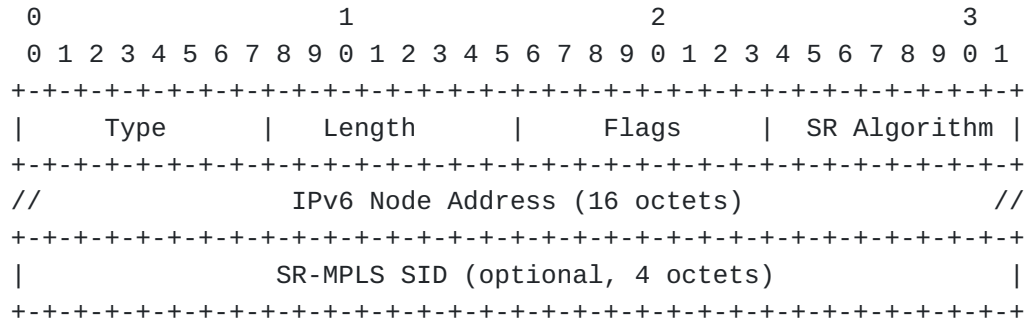 0                   1                   2                   3
 0 1 2 3 4 5 6 7 8 9 0 1 2 3 4 5 6 7 8 9 0 1 2 3 4 5 6 7 8 9 0 1
+-+-+-+-+-+-+-+-+-+-+-+-+-+-+-+-+-+-+-+-+-+-+-+-+-+-+-+-+-+-+-+-+
|     Type      |   Length      |     Flags     |  SR Algorithm |
+-+-+-+-+-+-+-+-+-+-+-+-+-+-+-+-+-+-+-+-+-+-+-+-+-+-+-+-+-+-+-+-+
//                IPv6 Node Address (16 octets)                //
+-+-+-+-+-+-+-+-+-+-+-+-+-+-+-+-+-+-+-+-+-+-+-+-+-+-+-+-+-+-+-+-+
|                SR-MPLS SID (optional, 4 octets)               |
+-+-+-+-+-+-+-+-+-+-+-+-+-+-+-+-+-+-+-+-+-+-+-+-+-+-+-+-+-+-+-+-+